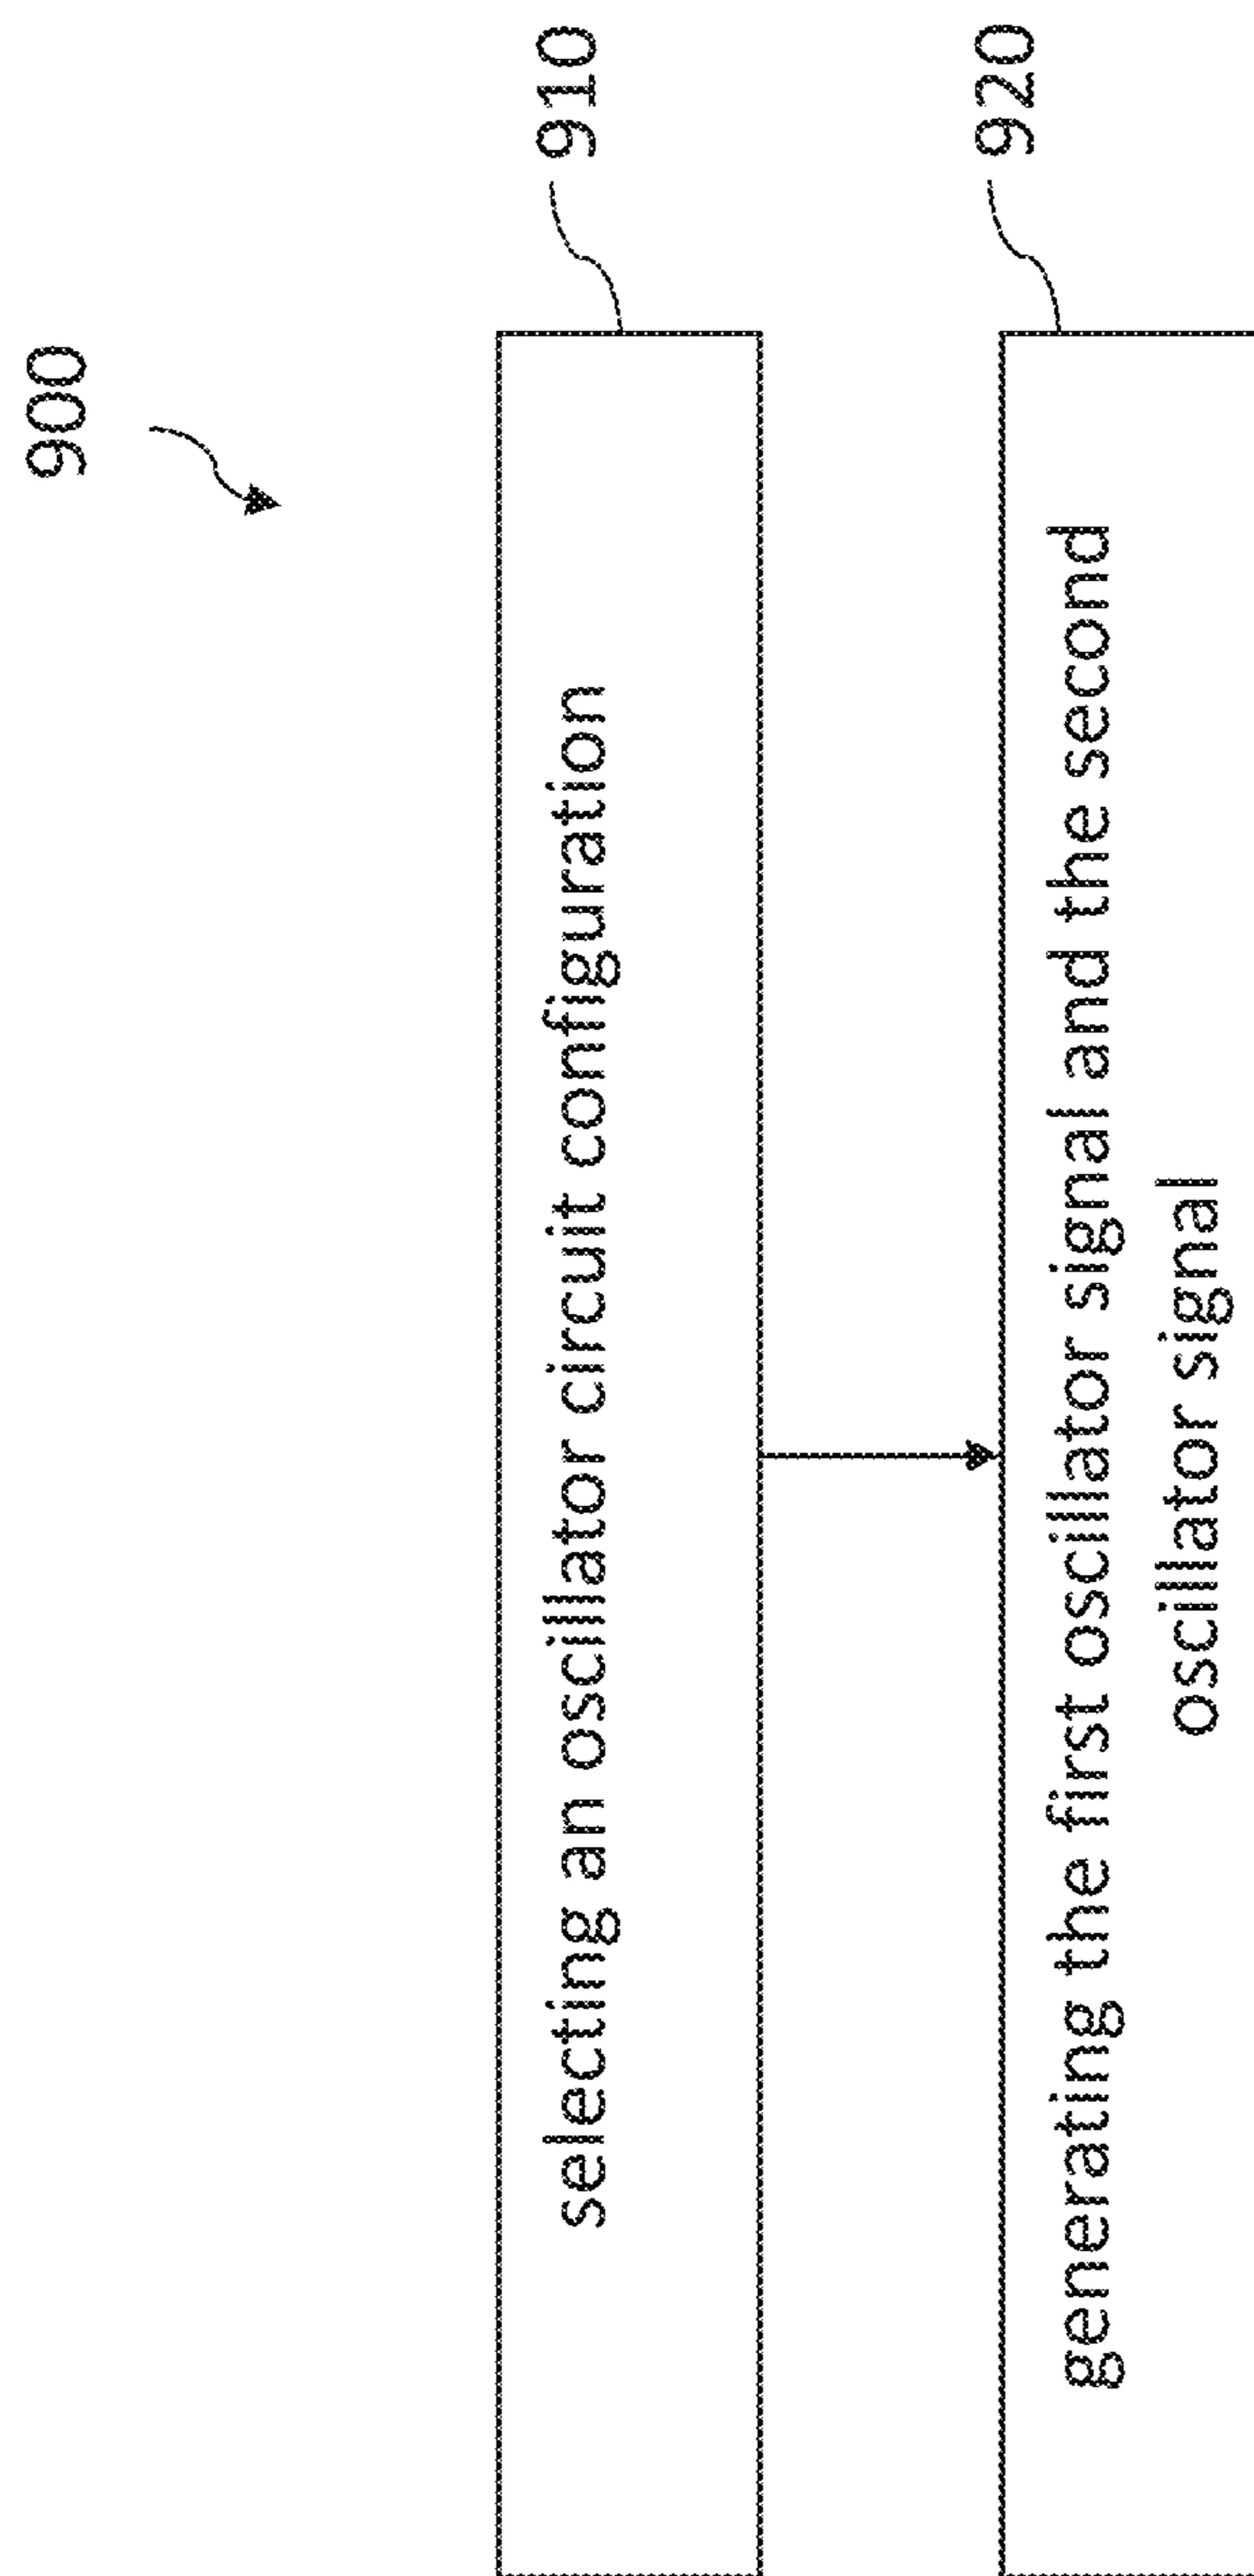 900
910
selecting an oscillator circuit configuration
920
generating the first oscillator signal and the second
oscillator signal